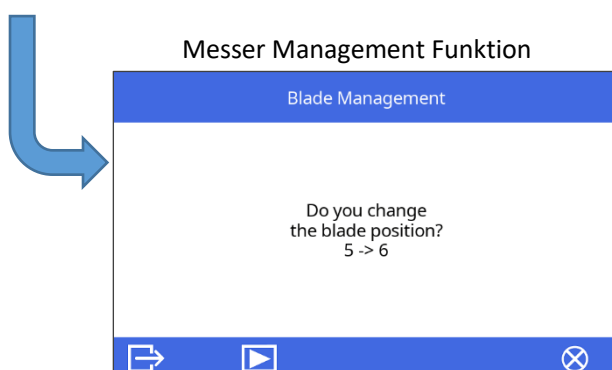 Messer Management Funktion
Blade Management
Do you change
the blade position?
5 -> 6